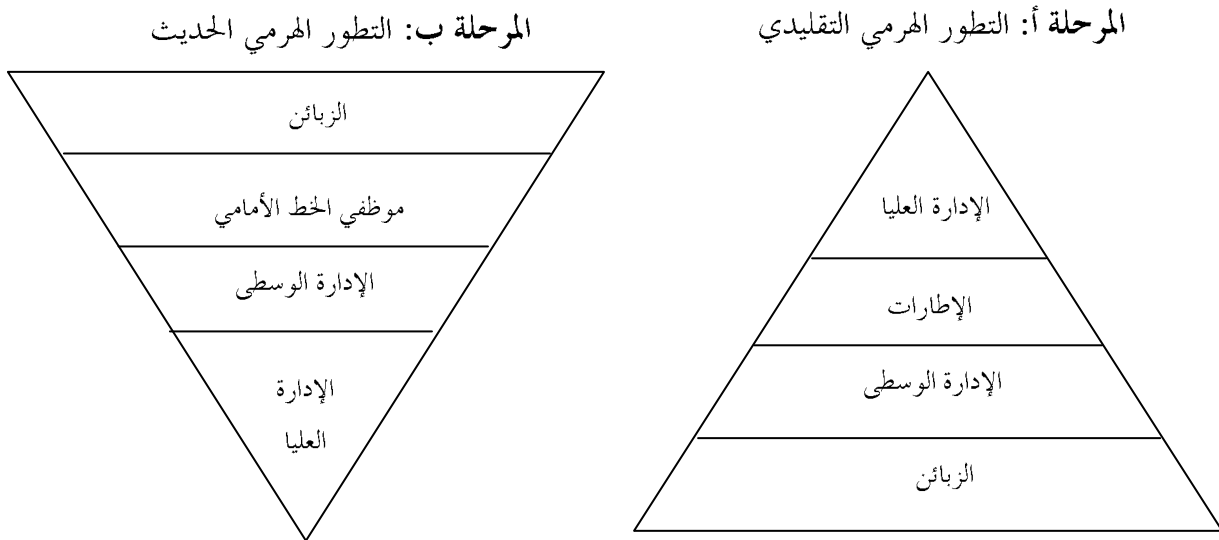 المرحلة أ: التطور الهرمي التقليدي
الإدارة العليا
الإطارات
الإدارة الوسطى
الزبائن
المرحلة ب: التطور الهرمي الحديث
الزبائن
موظفي الخط الأمامي
الإدارة الوسطى
الإدارة
العليا